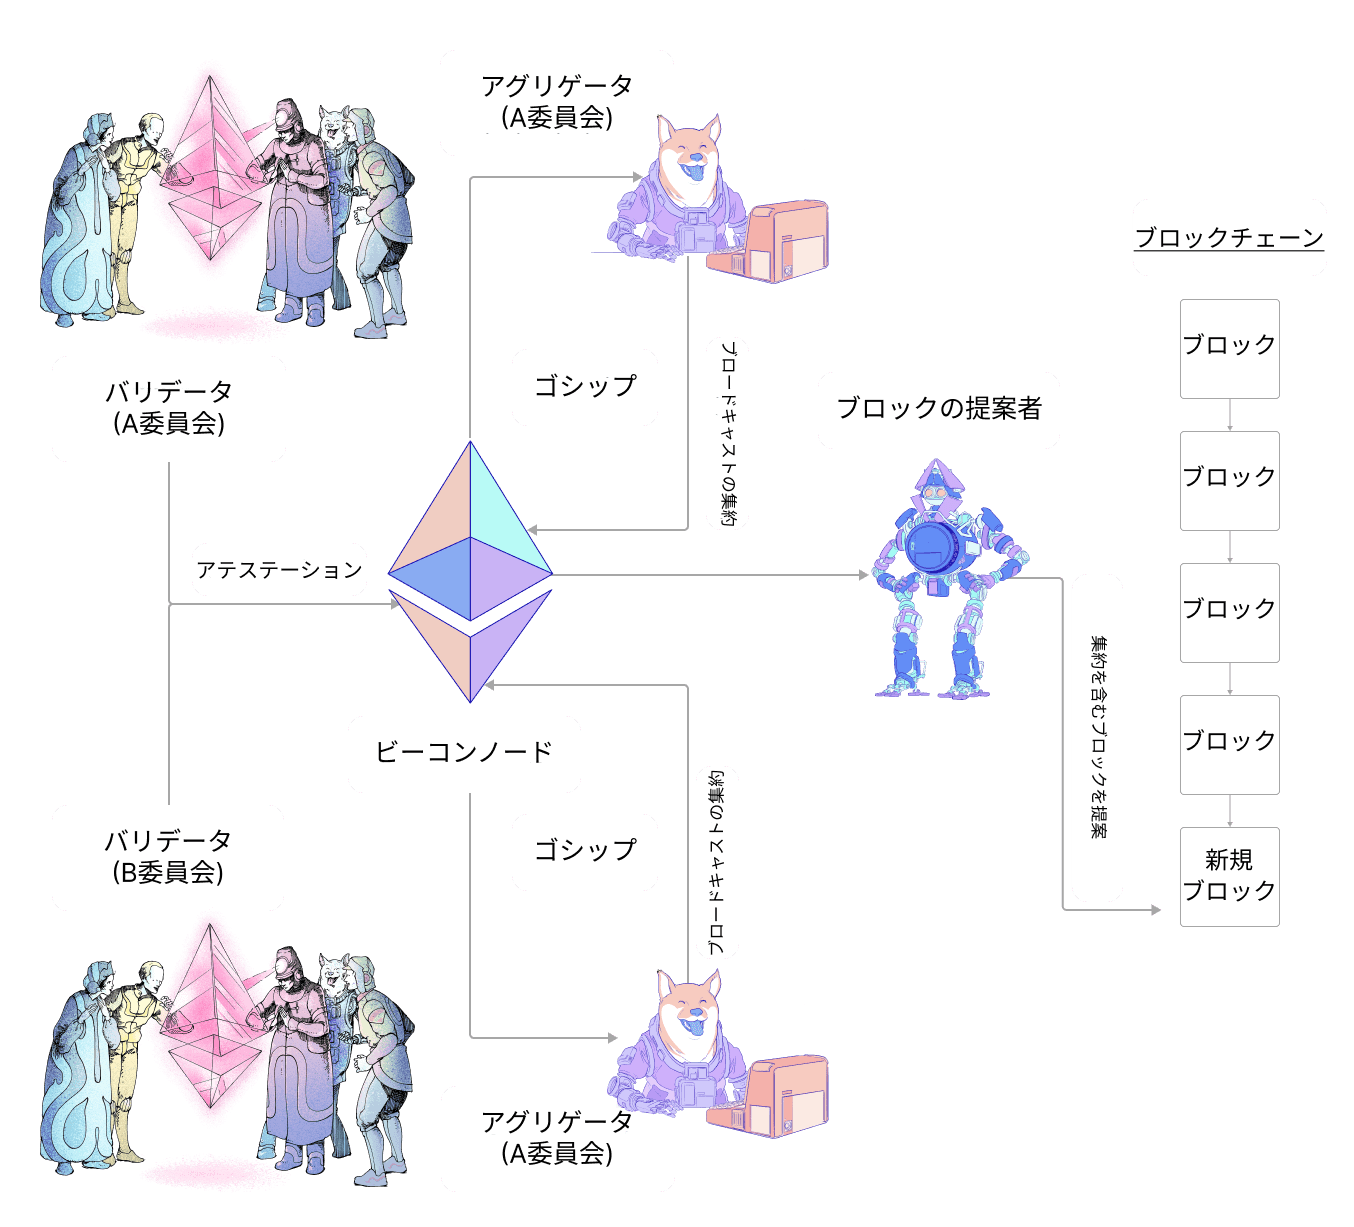 アグリゲータ
(A委員会)
ブロックチェーン
バリデータ
(A委員会)
ゴシップ
ブロードキャストの集約
ブロックの提案者
ブロック
ブロック
ブロック
ブロック
新規
ブロック
アテステーション
集約を含むブロックを提案
ビーコンノード
バリデータ
(B委員会)
ゴシップ
ブロードキャストの集約
アグリゲータ
(A委員会)